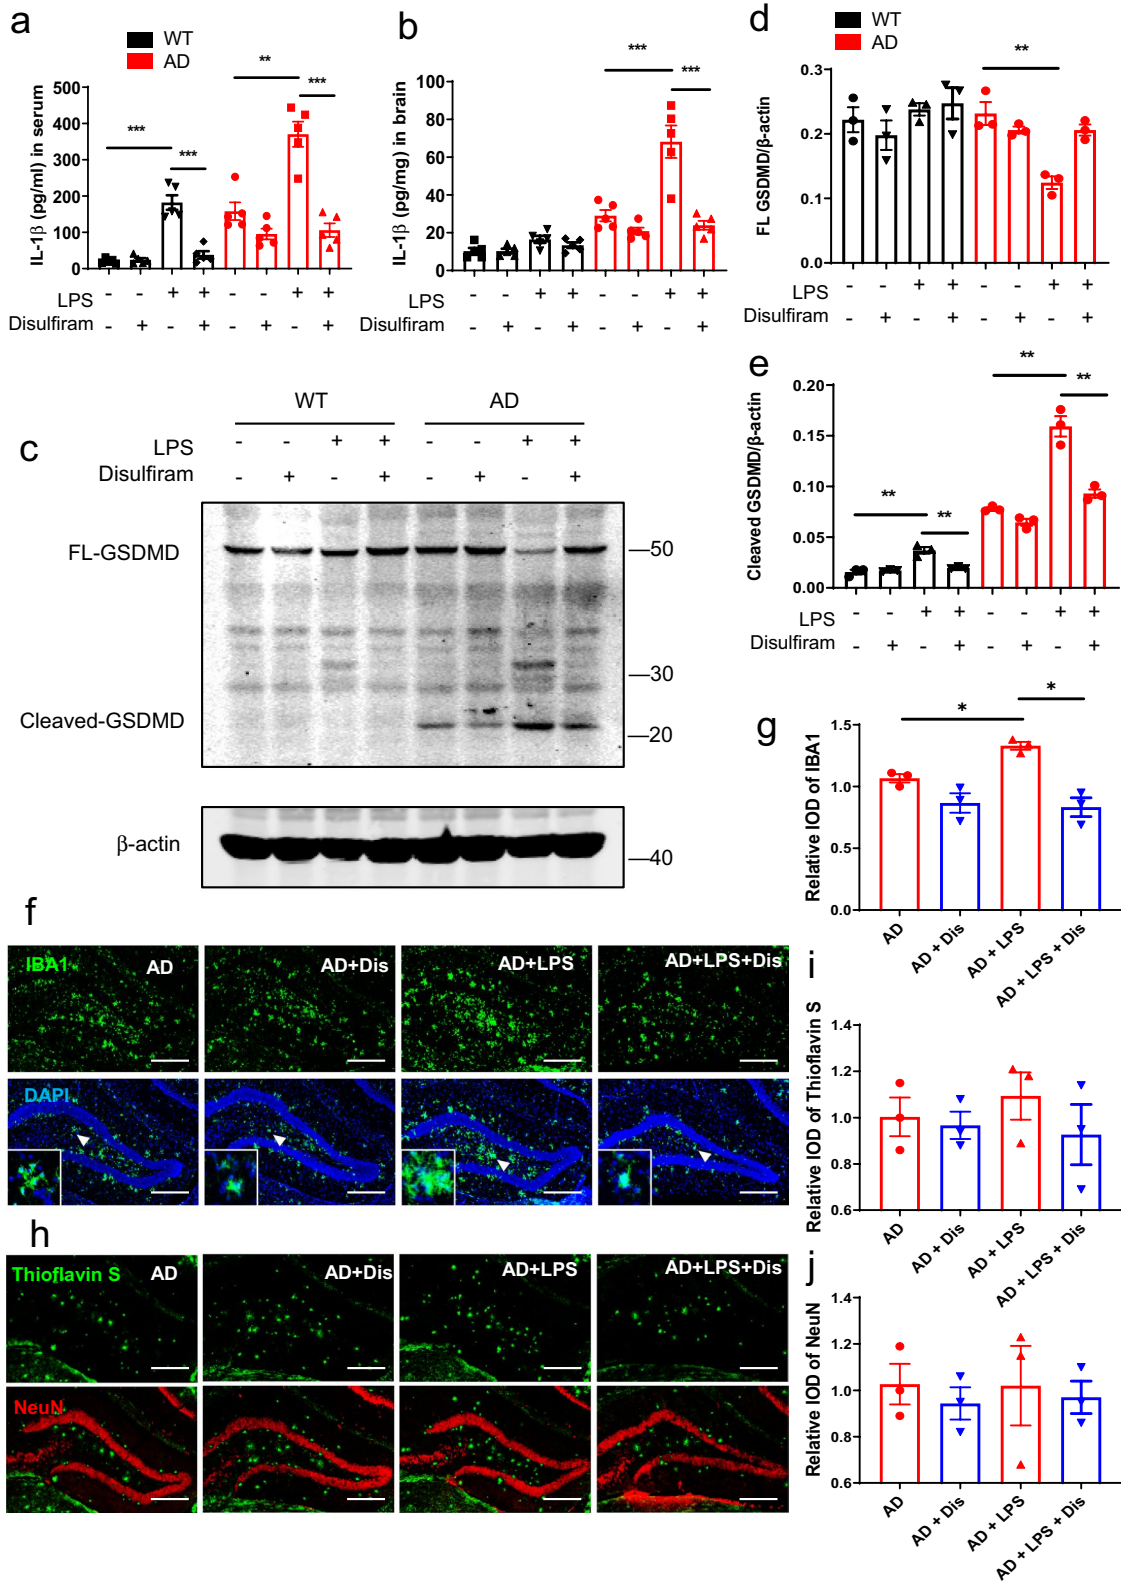 a
WT
AD
IL-1β (pg/ml) in serum
500
400
300
200
100
0
***
***
**
***
LPS - - + + - - + +
Disulfiram - + - + - + - +
b
IL-1β (pg/mg) in brain
100
80
60
40
20
0
***
***
LPS - - + + - - + +
Disulfiram - + - + - + - +
d
WT
AD
FL GSDMD/β-actin
0.3
0.2
0.1
0.0
**
LPS - - + + - - + +
Disulfiram - + - + - + - +
c
WT AD
LPS - - + + - - + +
Disulfiram - + - + - + - +
FL-GSDMD
Cleaved-GSDMD
β-actin
50
30
20
40
e
Cleaved GSDMD/β-actin
0.20
0.15
0.10
0.05
0.00
**
**
**
**
LPS - - + + - - + +
Disulfiram - + - + - + - +
g
Relative IOD of IBA1
1.5
1.0
0.5
0.0
*
*
AD
AD + Dis
AD + LPS
AD + LPS + Dis
f
IBA1
AD
AD+Dis
AD+LPS
AD+LPS+Dis
DAPI
i
Relative IOD of Thioflavin S
1.4
1.2
1.0
0.8
0.6
AD
AD + Dis
AD + LPS
AD + LPS + Dis
h
Thioflavin S
AD
AD+Dis
AD+LPS
AD+LPS+Dis
NeuN
j
Relative IOD of NeuN
1.4
1.2
1.0
0.8
0.6
AD
AD + Dis
AD + LPS
AD + LPS + Dis